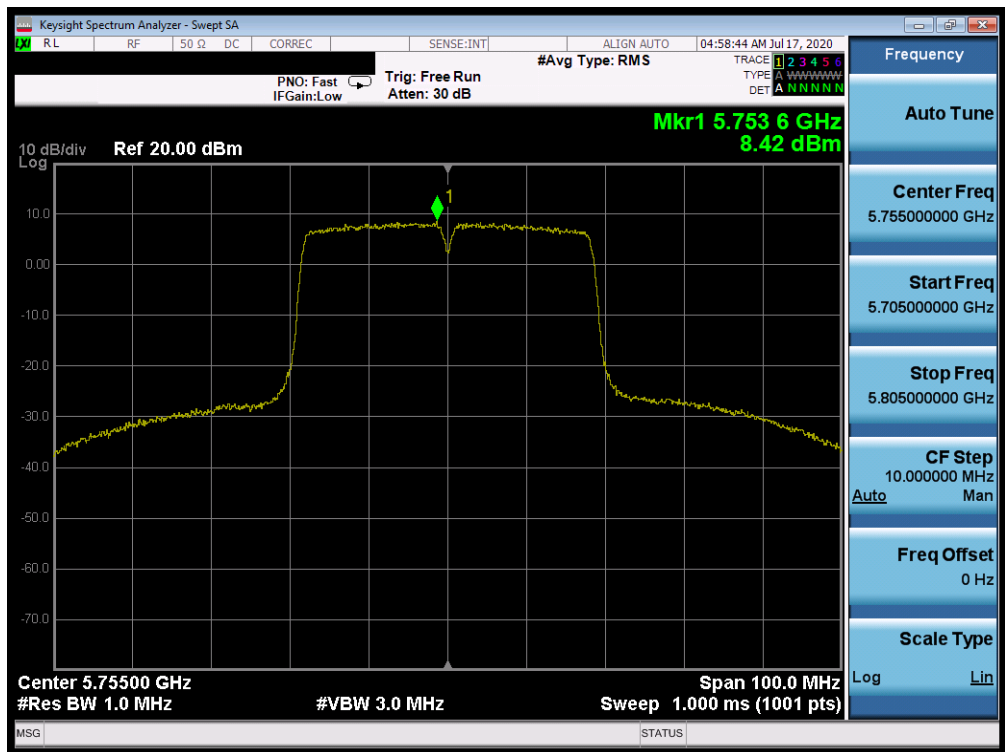 Keysight Spectrum Analyzer - Swept SA
LXI RL RF 50 Ω DC CORREC SENSE:INT ALIGN AUTO 04:58:44 AM Jul 17, 2020
#Avg Type: RMS TRACE 1 2 3 4 5 6
PNO: Fast Trig: Free Run TYPE A WWWWW
IFGain:Low Atten: 30 dB DET A N N N N N
Mkr1 5.753 6 GHz
8.42 dBm
10 dB/div Ref 20.00 dBm
Log
1
10.0
0.00
-10.0
-20.0
-30.0
-40.0
-50.0
-60.0
-70.0
Center 5.75500 GHz Span 100.0 MHz
#Res BW 1.0 MHz #VBW 3.0 MHz Sweep 1.000 ms (1001 pts)
MSG STATUS
Frequency
Auto Tune
Center Freq
5.755000000 GHz
Start Freq
5.705000000 GHz
Stop Freq
5.805000000 GHz
CF Step
10.000000 MHz
Auto Man
Freq Offset
0 Hz
Scale Type
Log Lin